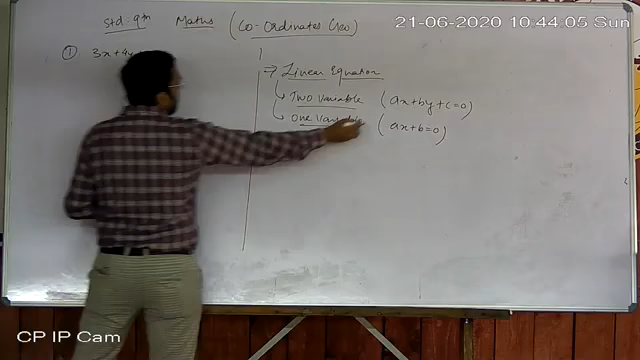 Std: 9th Maths (Co-Ordinates Geo
21-06-2020 10:44:05 Sun
① 3x+4y
⇒ Linear Equation
→ Two Variable (ax+by+c=0)
→ One Variable (ax+b=0)
CP IP Cam